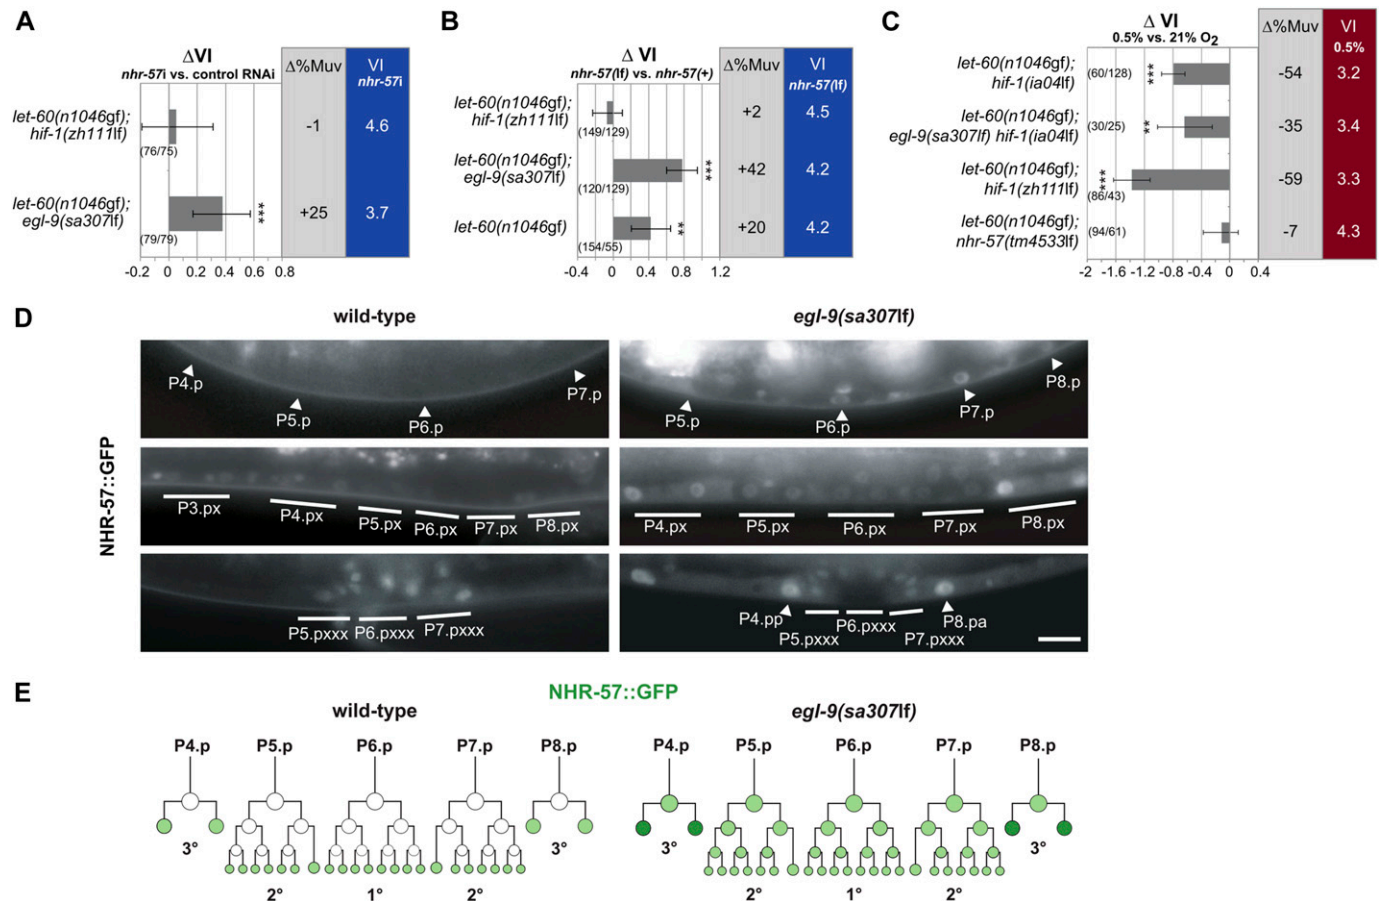 A
ΔVI
nhr-57i vs. control RNAi
Δ%Muv
VI
nhr-57i
let-60(n1046gf);
hif-1(zh111lf)
(76/75)
-1
4.6
let-60(n1046gf);
egl-9(sa307lf)
(79/79)
***
+25
3.7
-0.4 0 0.4 0.8
B
Δ VI
nhr-57(lf) vs. nhr-57(+)
Δ%Muv
VI
nhr-57(lf)
let-60(n1046gf);
hif-1(zh111lf)
(149/129)
+2
4.5
let-60(n1046gf);
egl-9(sa307lf)
(120/129)
***
+42
4.2
let-60(n1046gf)
(154/55)
**
+20
4.2
-0.4 0 0.4 0.8 1.2
C
Δ VI
0.5% vs. 21% O2
Δ%Muv
VI
0.5%
let-60(n1046gf);
hif-1(ia04lf)
(60/128)
***
-54
3.2
let-60(n1046gf);
egl-9(sa307lf) hif-1(ia04lf)
(30/25)
**
-35
3.4
let-60(n1046gf);
hif-1(zh111lf)
(86/43)
***
-59
3.3
let-60(n1046gf);
nhr-57(tm4533lf)
(94/61)
-7
4.3
-2 -1.6 -1.2 -0.8 -0.4 0 0.4
D
wild-type
egl-9(sa307lf)
NHR-57::GFP
P4.p P5.p P6.p P7.p
P5.p P6.p P7.p P8.p
P3.px P4.px P5.px P6.px P7.px P8.px
P4.px P5.px P6.px P7.px P8.px
P5.pxxx P6.pxxx P7.pxxx
P4.pp P5.pxxx P6.pxxx P7.pxxx P8.pa
E
NHR-57::GFP
wild-type
egl-9(sa307lf)
P4.p P5.p P6.p P7.p P8.p
P4.p P5.p P6.p P7.p P8.p
3° 2° 1° 2° 3°
3° 2° 1° 2° 3°